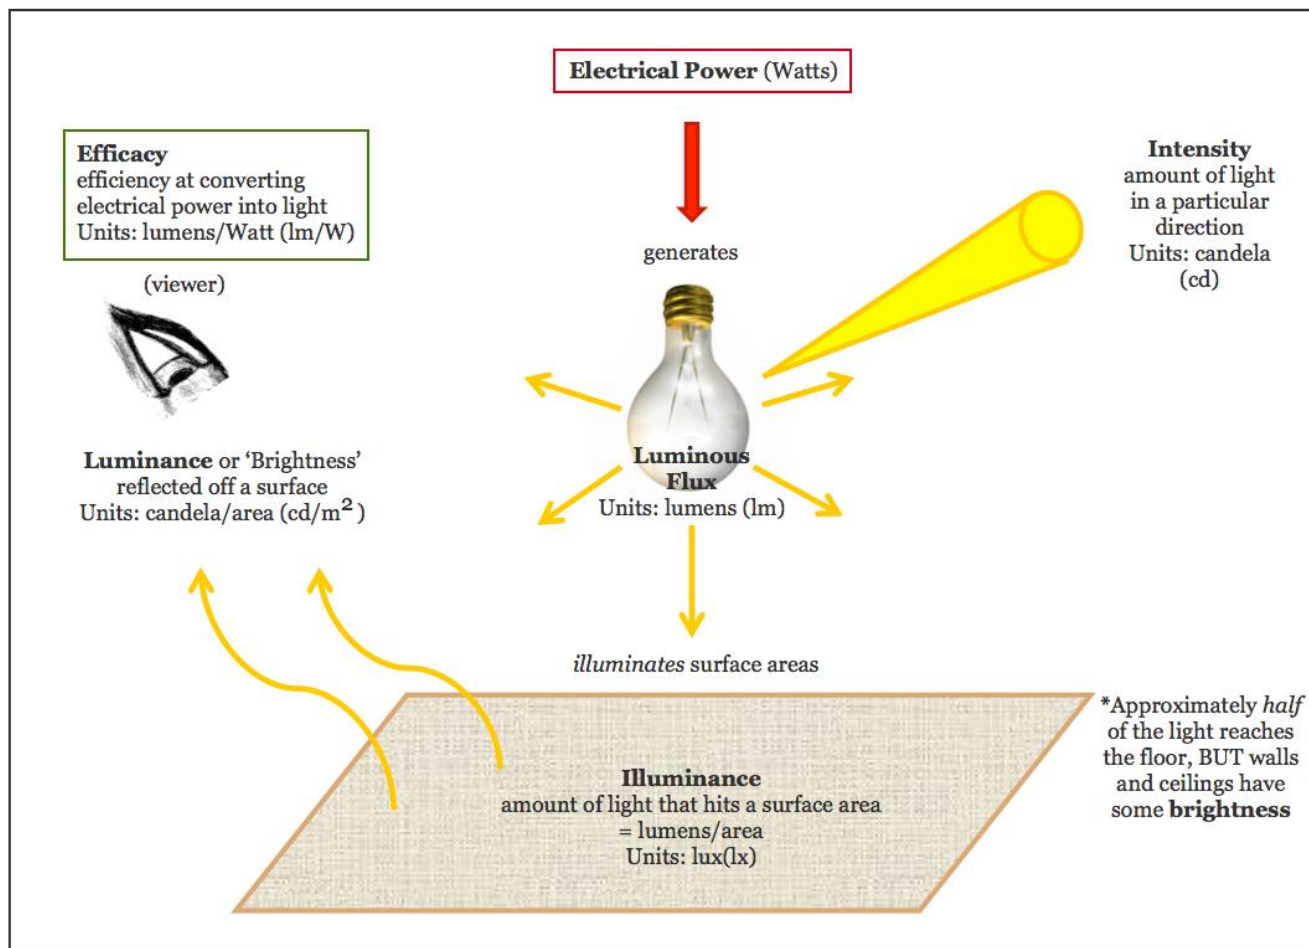 Electrical Power (Watts)
Efficacy
efficiency at converting
electrical power into light
Units: lumens/Watt (lm/W)
Intensity
amount of light
in a particular
direction
Units: candela
(cd)
generates
(viewer)
Luminance or ‘Brightness’
reflected off a surface
Units: candela/area (cd/m²)
Luminous
Flux
Units: lumens (lm)
illuminates surface areas
*Approximately half
of the light reaches
the floor, BUT walls
and ceilings have
some brightness
Illuminance
amount of light that hits a surface area
= lumens/area
Units: lux(lx)